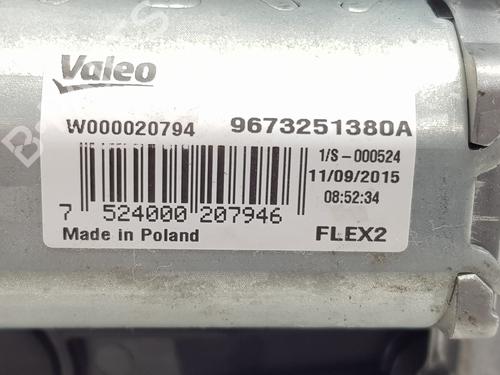 Valeo
W000020794 9673251380A
1/S-000524
11/09/2015
08:52:34
7 524000 207946
Made in Poland FLEX2